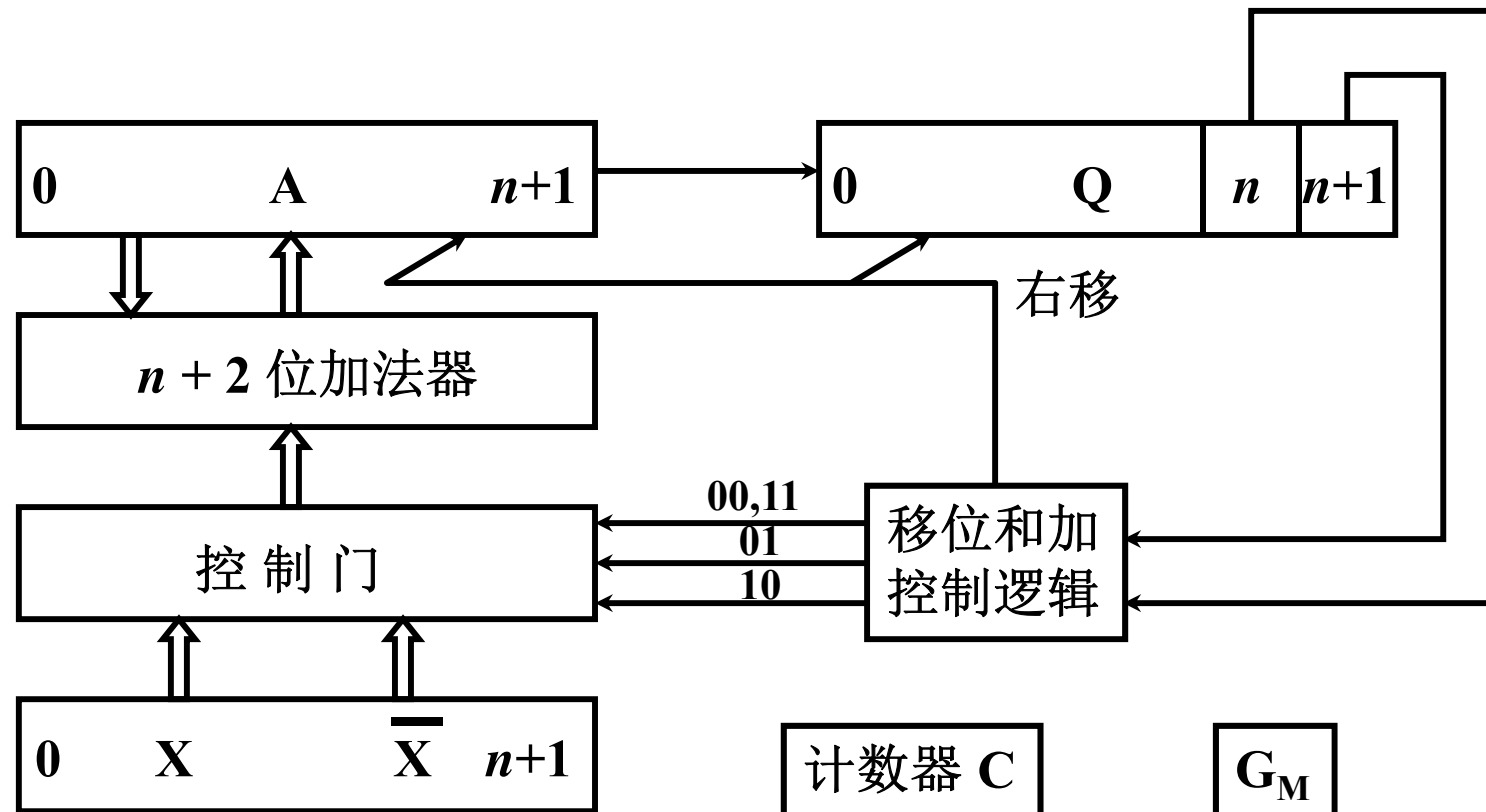 0 A n+1
0 Q n n+1
右移
n + 2 位加法器
00,11
01
10
控 制 门
移位和加
控制逻辑
0 X X̅ n+1
计数器 C
G_M